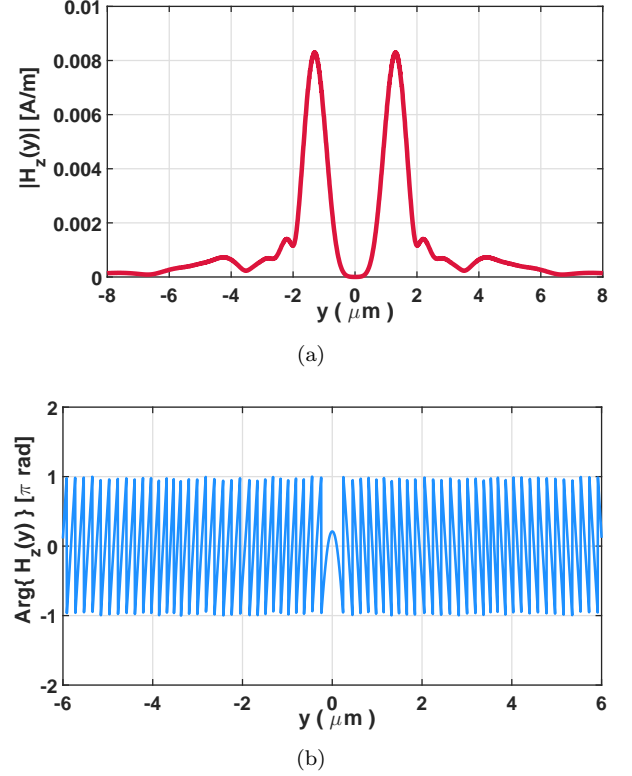 0.01
0.008
0.006
0.004
0.002
0
|H_z(y)| [A/m]
-8 -6 -4 -2 0 2 4 6 8
y ( μm )
(a)
2
1
0
-1
-2
Arg{ H_z(y) } [π rad]
-6 -4 -2 0 2 4 6
y ( μm )
(b)